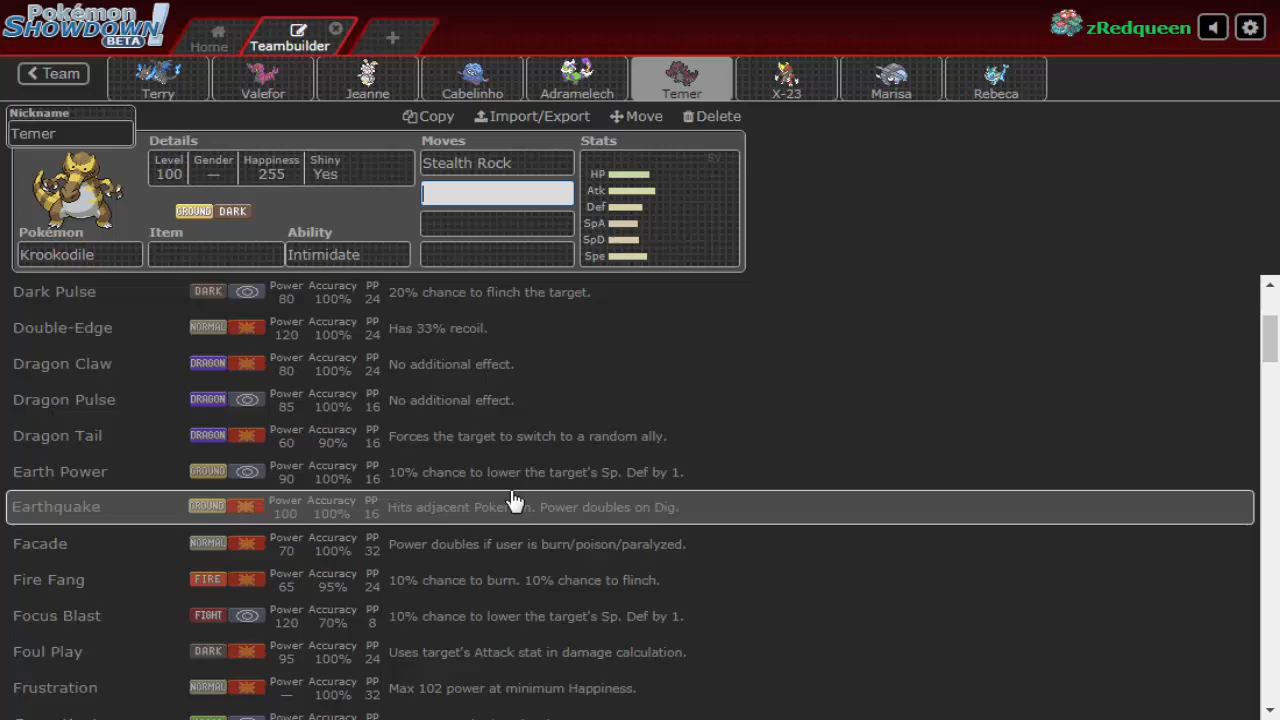 Pokémon
SHOWDOWN!
BETA
Home
Teambuilder
zRedqueen
Team
Terry
Valefor
Jeanne
Cabelinho
Adramelech
Temer
X-23
Marisa
Rebeca
Copy Import/Export Move Delete
Nickname
Temer
Details
Level Gender Happiness Shiny
100 — 255 Yes
GROUND DARK
Pokémon Item Ability
Krookodile Intimidate
Moves
Stealth Rock
Stats
EV
HP
Atk
Def
SpA
SpD
Spe
Dark Pulse DARK Power 80 Accuracy 100% PP 24 20% chance to flinch the target.
Double-Edge NORMAL Power 120 Accuracy 100% PP 24 Has 33% recoil.
Dragon Claw DRAGON Power 80 Accuracy 100% PP 24 No additional effect.
Dragon Pulse DRAGON Power 85 Accuracy 100% PP 16 No additional effect.
Dragon Tail DRAGON Power 60 Accuracy 90% PP 16 Forces the target to switch to a random ally.
Earth Power GROUND Power 90 Accuracy 100% PP 16 10% chance to lower the target's Sp. Def by 1.
Earthquake GROUND Power 100 Accuracy 100% PP 16 Hits adjacent Power doubles on Dig.
Facade NORMAL Power 70 Accuracy 100% PP 32 Power doubles if user is burn/poison/paralyzed.
Fire Fang FIRE Power 65 Accuracy 95% PP 24 10% chance to burn. 10% chance to flinch.
Focus Blast FIGHT Power 120 Accuracy 70% PP 8 10% chance to lower the target's Sp. Def by 1.
Foul Play DARK Power 95 Accuracy 100% PP 24 Uses target's Attack stat in damage calculation.
Frustration NORMAL Power — Accuracy 100% PP 32 Max 102 power at minimum Happiness.